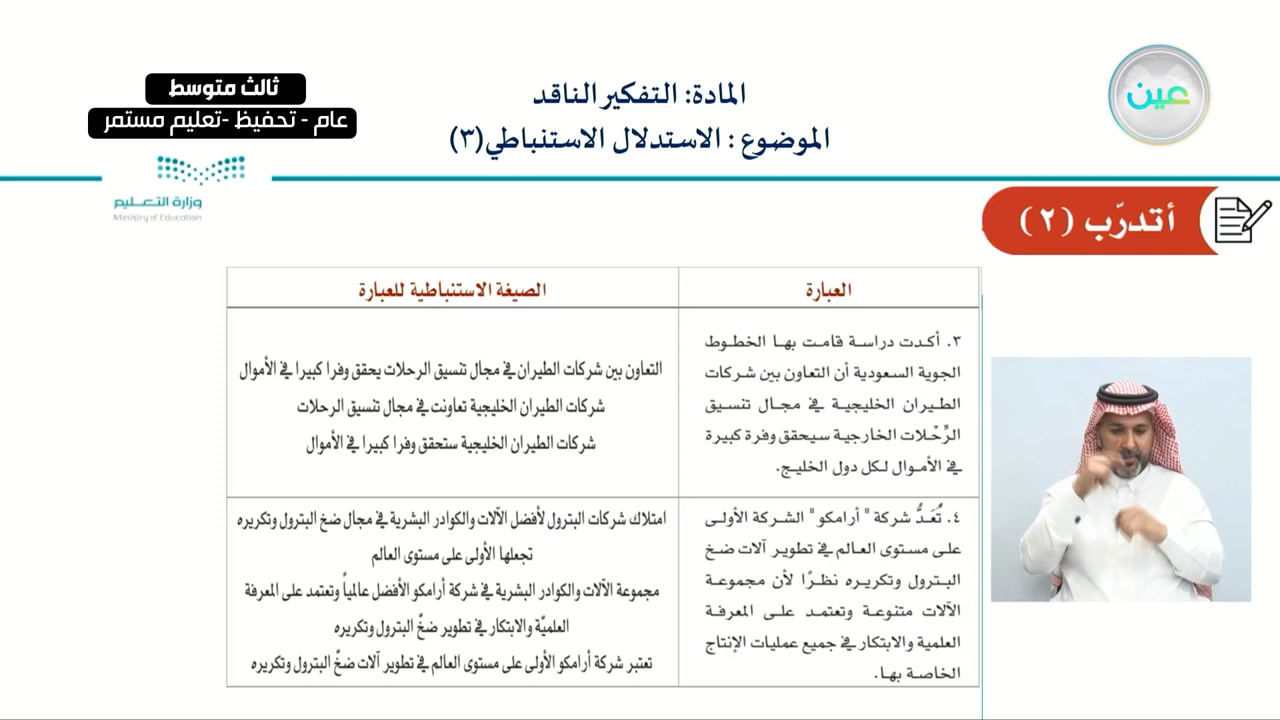 عين
المادة: التفكير الناقد
الموضوع : الاستدلال الاستنباطي(٣)
ثالث متوسط
عام - تحفيظ -تعليم مستمر
وزارة التعـــليم
Ministry of Education
أتدرّب (٢)
العبارة
الصيغة الاستنباطية للعبارة
٣. أكدت دراسة قامت بها الخطوط
الجوية السعودية أن التعاون بين شركات
الطيران الخليجية في مجال تنسيق
الرِّحْلات الخارجية سيحقق وفرة كبيرة
في الأموال لكل دول الخليج.
التعاون بين شركات الطيران في مجال تنسيق الرحلات يحقق وفرا كبيرا في الأموال
شركات الطيران الخليجية تعاونت في مجال تنسيق الرحلات
شركات الطيران الخليجية ستحقق وفرا كبيرا في الأموال
٤. تُعَدُّ شركة "أرامكو" الشركة الأولى
على مستوى العالم في تطوير آلات ضخ
البترول وتكريره نظرًا لأن مجموعة
الآلات متنوعة وتعتمد على المعرفة
العلمية والابتكار في جميع عمليات الإنتاج
الخاصة بها.
امتلاك شركات البترول لأفضل الآلات والكوادر البشرية في مجال ضخ البترول وتكريره
تجعلها الأولى على مستوى العالم
مجموعة الآلات والكوادر البشرية في شركة أرامكو الأفضل عالمياً وتعتمد على المعرفة
العلميَّة والابتكار في تطوير ضخِّ البترول وتكريره
تعتبر شركة أرامكو الأولى على مستوى العالم في تطوير آلات ضخِّ البترول وتكريره